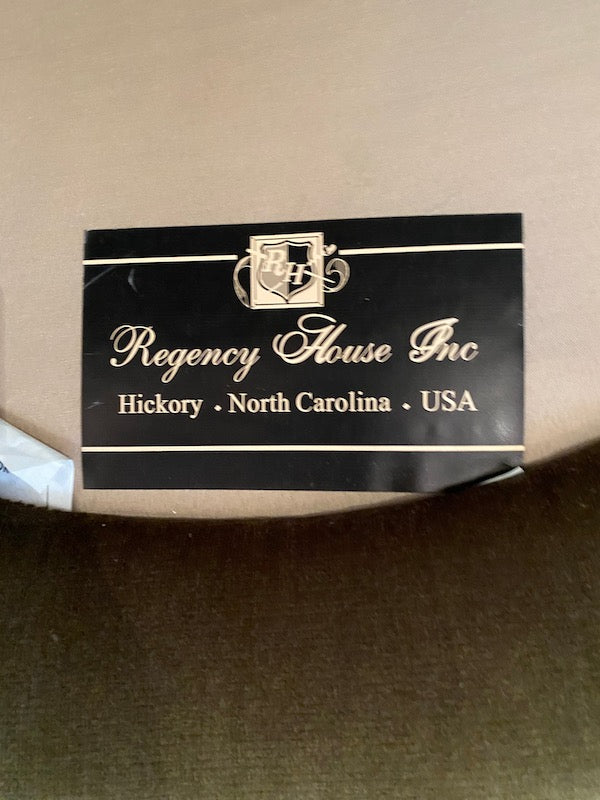 RH
Regency House Inc
Hickory • North Carolina • USA